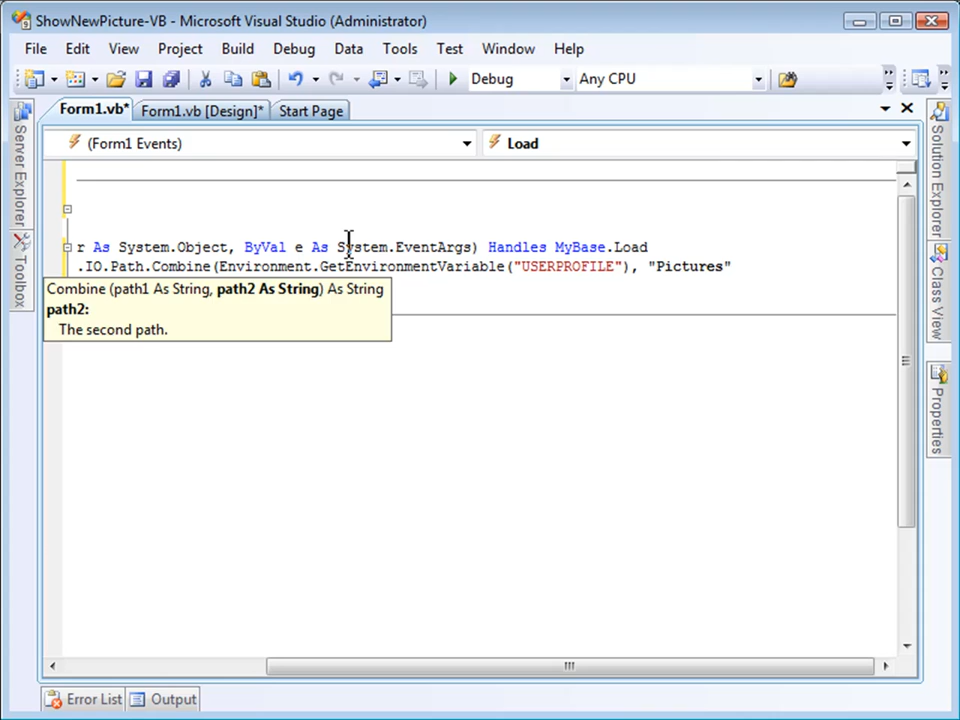 ShowNewPicture-VB - Microsoft Visual Studio (Administrator)
File Edit View Project Build Debug Data Tools Test Window Help
Debug Any CPU
Form1.vb* Form1.vb [Design]* Start Page
(Form1 Events) Load
r As System.Object, ByVal e As System.EventArgs) Handles MyBase.Load
.IO.Path.Combine(Environment.GetEnvironmentVariable("USERPROFILE"), "Pictures"
Combine (path1 As String, path2 As String) As String
path2:
The second path.
Server Explorer
Toolbox
Solution Explorer
Class View
Properties
Error List Output